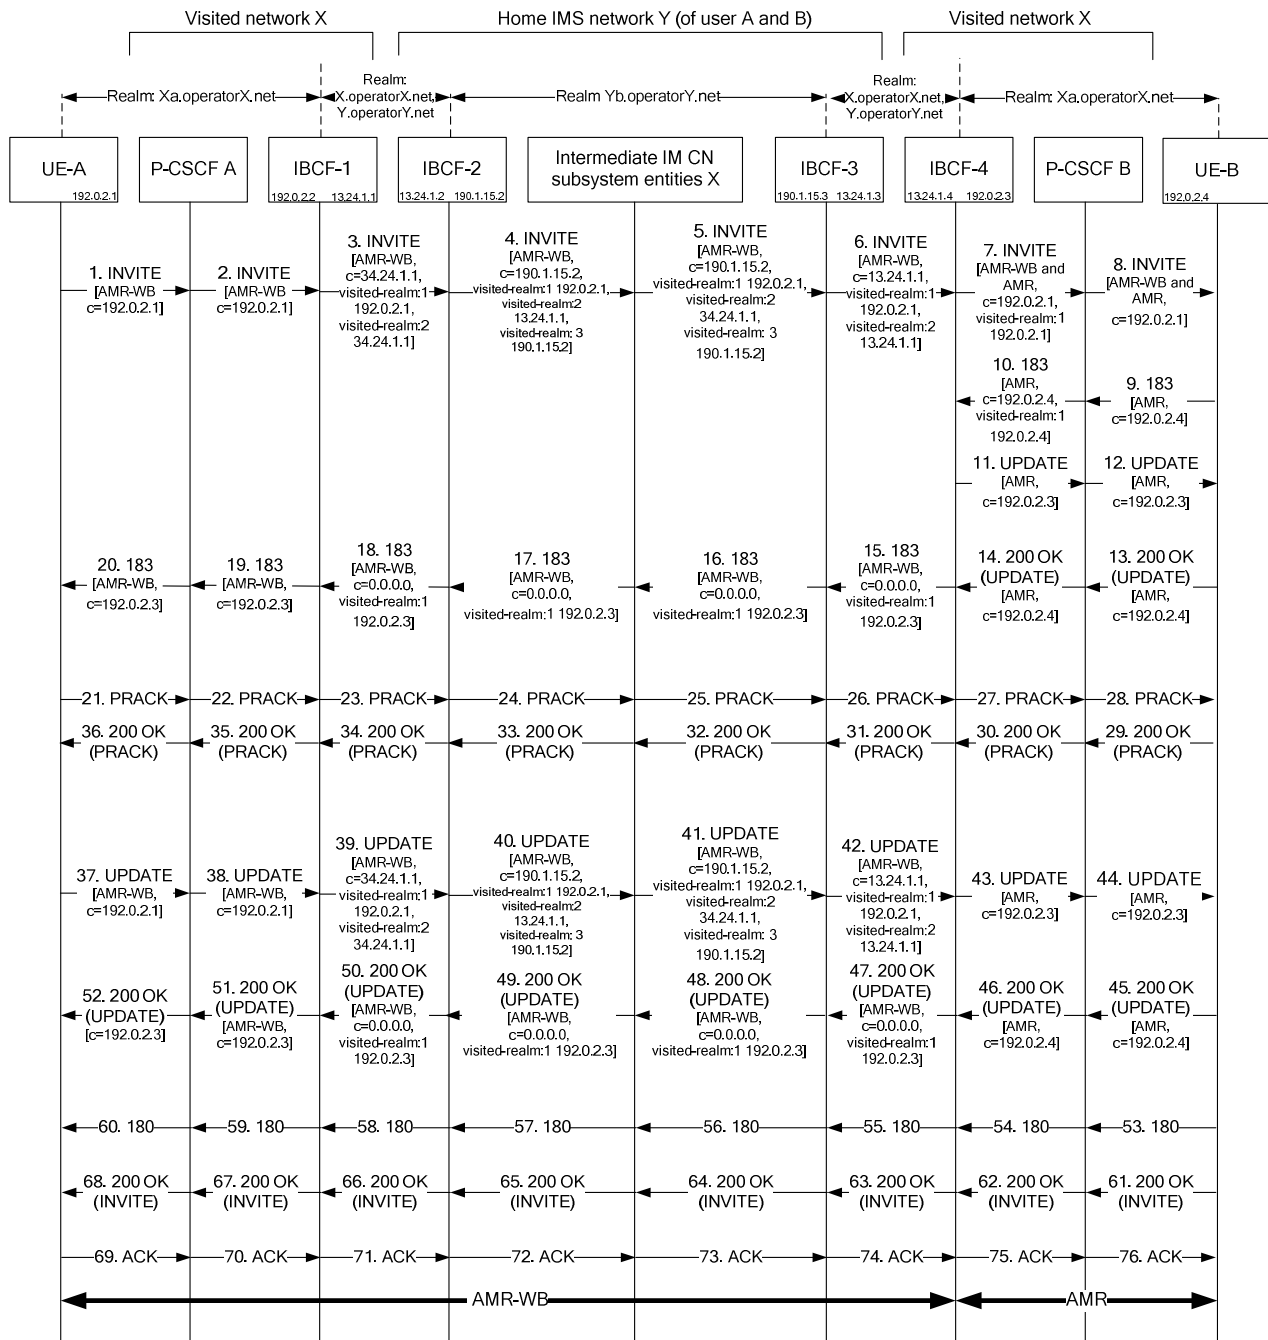 Visited network X
Home IMS network Y (of user A and B)
Visited network X
Realm: Xa.operatorX.net
Realm:
X.operatorX.net,
Y.operatorY.net
Realm Yb.operatorY.net
Realm:
X.operatorX.net,
Y.operatorY.net
Realm: Xa.operatorX.net
UE-A
192.0.2.1
P-CSCF A
IBCF-1
192.0.2.2
13.24.1.1
IBCF-2
13.24.1.2
190.1.15.2
Intermediate IM CN
subsystem entities X
IBCF-3
190.1.15.3
13.24.1.3
IBCF-4
13.24.1.4
192.0.2.3
P-CSCF B
UE-B
192.0.2.4
1. INVITE
[AMR-WB
c=192.0.2.1]
2. INVITE
[AMR-WB
c=192.0.2.1]
3. INVITE
[AMR-WB,
c=34.24.1.1,
visited-realm:1
192.0.2.1,
visited-realm:2
34.24.1.1]
4. INVITE
[AMR-WB,
c=190.1.15.2,
visited-realm:1 192.0.2.1,
visited-realm:2
13.24.1.1,
visited-realm: 3
190.1.15.2]
5. INVITE
[AMR-WB,
c=190.1.15.2,
visited-realm:1 192.0.2.1,
visited-realm:2
34.24.1.1,
visited-realm: 3
190.1.15.2]
6. INVITE
[AMR-WB,
c=13.24.1.1,
visited-realm:1
192.0.2.1,
visited-realm:2
13.24.1.1]
7. INVITE
[AMR-WB and
AMR,
c=192.0.2.1,
visited-realm:1
192.0.2.1]
8. INVITE
[AMR-WB and
AMR,
c=192.0.2.1]
10. 183
[AMR,
c=192.0.2.4,
visited-realm:1
192.0.2.4]
9. 183
[AMR,
c=192.0.2.4]
11. UPDATE
[AMR,
c=192.0.2.3]
12. UPDATE
[AMR,
c=192.0.2.3]
20. 183
[AMR-WB,
c=192.0.2.3]
19. 183
[AMR-WB,
c=192.0.2.3]
18. 183
[AMR-WB,
c=0.0.0.0,
visited-realm:1
192.0.2.3]
17. 183
[AMR-WB,
c=0.0.0.0,
visited-realm:1 192.0.2.3]
16. 183
[AMR-WB,
c=0.0.0.0,
visited-realm:1 192.0.2.3]
15. 183
[AMR-WB,
c=0.0.0.0,
visited-realm:1
192.0.2.3]
14. 200 OK
(UPDATE)
[AMR,
c=192.0.2.4]
13. 200 OK
(UPDATE)
[AMR,
c=192.0.2.4]
21. PRACK
22. PRACK
23. PRACK
24. PRACK
25. PRACK
26. PRACK
27. PRACK
28. PRACK
36. 200 OK
(PRACK)
35. 200 OK
(PRACK)
34. 200 OK
(PRACK)
33. 200 OK
(PRACK)
32. 200 OK
(PRACK)
31. 200 OK
(PRACK)
30. 200 OK
(PRACK)
29. 200 OK
(PRACK)
37. UPDATE
[AMR-WB,
c=192.0.2.1]
38. UPDATE
[AMR-WB,
c=192.0.2.1]
39. UPDATE
[AMR-WB,
c=34.24.1.1,
visited-realm:1
192.0.2.1,
visited-realm:2
34.24.1.1]
40. UPDATE
[AMR-WB,
c=190.1.15.2,
visited-realm:1 192.0.2.1,
visited-realm:2
13.24.1.1,
visited-realm: 3
190.1.15.2]
41. UPDATE
[AMR-WB,
c=190.1.15.2,
visited-realm:1 192.0.2.1,
visited-realm:2
34.24.1.1,
visited-realm: 3
190.1.15.2]
42. UPDATE
[AMR-WB,
c=13.24.1.1,
visited-realm:1
192.0.2.1,
visited-realm:2
13.24.1.1]
43. UPDATE
[AMR,
c=192.0.2.3]
44. UPDATE
[AMR,
c=192.0.2.3]
52. 200 OK
(UPDATE)
[c=192.0.2.3]
51. 200 OK
(UPDATE)
[AMR-WB,
c=192.0.2.3]
50. 200 OK
(UPDATE)
[AMR-WB,
c=0.0.0.0,
visited-realm:1
192.0.2.3]
49. 200 OK
(UPDATE)
[AMR-WB,
c=0.0.0.0,
visited-realm:1 192.0.2.3]
48. 200 OK
(UPDATE)
[AMR-WB,
c=0.0.0.0,
visited-realm:1 192.0.2.3]
47. 200 OK
(UPDATE)
[AMR-WB,
c=0.0.0.0,
visited-realm:1
192.0.2.3]
46. 200 OK
(UPDATE)
[AMR,
c=192.0.2.4]
45. 200 OK
(UPDATE)
[AMR,
c=192.0.2.4]
60. 180
59. 180
58. 180
57. 180
56. 180
55. 180
54. 180
53. 180
68. 200 OK
(INVITE)
67. 200 OK
(INVITE)
66. 200 OK
(INVITE)
65. 200 OK
(INVITE)
64. 200 OK
(INVITE)
63. 200 OK
(INVITE)
62. 200 OK
(INVITE)
61. 200 OK
(INVITE)
69. ACK
70. ACK
71. ACK
72. ACK
73. ACK
74. ACK
75. ACK
76. ACK
AMR-WB
AMR